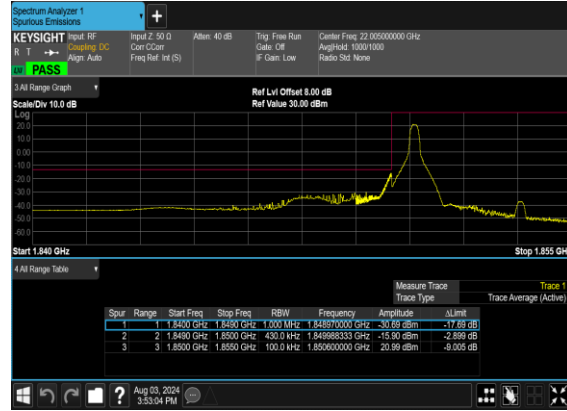 Spectrum Analyzer 1
Spurious Emissions
KEYSIGHT Input: RF Input Z: 50 Ω Atten: 40 dB Trig: Free Run Center Freq: 22.005000000 GHz
R T Coupling: DC Corr CCorr Gate: Off Avg|Hold: 1000/1000
Align: Auto Freq Ref: Int (S) IF Gain: Low Radio Std: None
PASS
3 All Range Graph
Ref Lvl Offset 8.00 dB
Scale/Div 10.0 dB Ref Value 30.00 dBm
Log
20.0
10.0
0.00
-10.0
-20.0
-30.0
-40.0
-50.0
-60.0
Start 1.840 GHz Stop 1.855 GH
4 All Range Table
Measure Trace Trace 1
Trace Type Trace Average (Active)
Spur Range Start Freq Stop Freq RBW Frequency Amplitude ΔLimit
1 1 1.8400 GHz 1.8490 GHz 1.000 MHz 1.848970000 GHz -30.69 dBm -17.69 dB
2 2 1.8490 GHz 1.8500 GHz 430.0 kHz 1.849988333 GHz -15.90 dBm -2.899 dB
3 3 1.8500 GHz 1.8550 GHz 100.0 kHz 1.850600000 GHz 20.99 dBm -9.005 dB
? Aug 03, 2024
3:53:04 PM